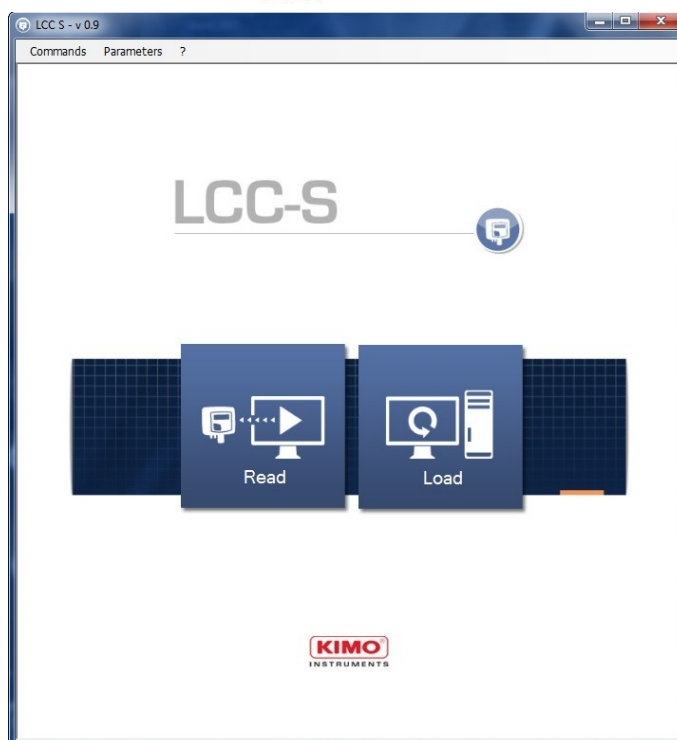 LCC S - v 0.9
Commands Parameters ?
LCC-S
Read Load
KIMO®
INSTRUMENTS